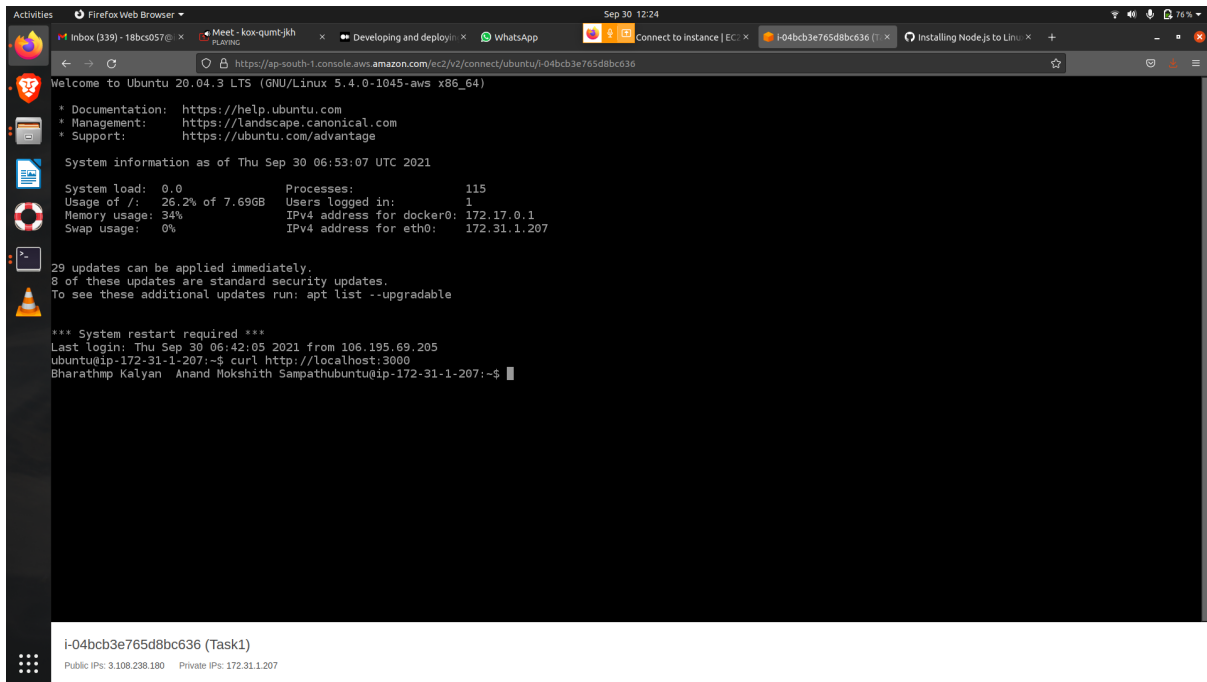 Activities Firefox Web Browser Sep 30 12:24 76%
Inbox (339) - 18bcs057@ Meet - kox-qumt-jkh Developing and deployin WhatsApp Connect to instance | EC2 i-04bcb3e765d8bc636 (T Installing Node.js to Linu
PLAYING
https://ap-south-1.console.aws.amazon.com/ec2/v2/connect/ubuntu/i-04bcb3e765d8bc636
Welcome to Ubuntu 20.04.3 LTS (GNU/Linux 5.4.0-1045-aws x86_64)
* Documentation: https://help.ubuntu.com
* Management: https://landscape.canonical.com
* Support: https://ubuntu.com/advantage
System information as of Thu Sep 30 06:53:07 UTC 2021
System load: 0.0 Processes: 115
Usage of /: 26.2% of 7.69GB Users logged in: 1
Memory usage: 34% IPv4 address for docker0: 172.17.0.1
Swap usage: 0% IPv4 address for eth0: 172.31.1.207
29 updates can be applied immediately.
8 of these updates are standard security updates.
To see these additional updates run: apt list --upgradable
*** System restart required ***
Last login: Thu Sep 30 06:42:05 2021 from 106.195.69.205
ubuntu@ip-172-31-1-207:~$ curl http://localhost:3000
Bharathmp Kalyan  Anand Mokshith Sampathubuntu@ip-172-31-1-207:~$
i-04bcb3e765d8bc636 (Task1)
Public IPs: 3.108.238.180 Private IPs: 172.31.1.207